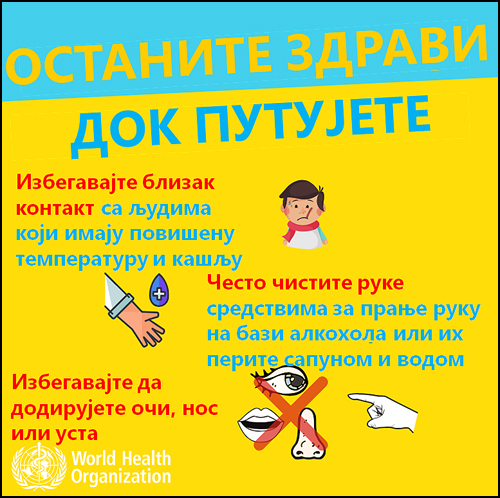 ОСТАНИТЕ ЗДРАВИ
ДОК ПУТУЈЕТЕ
Избегавајте близак
контакт са људима
који имају повишену
температуру и кашљу
Често чистите руке
средствима за прање руку
на бази алкохола или их
перите сапуном и водом
Избегавајте да
додирујете очи, нос
или уста
World Health
Organization